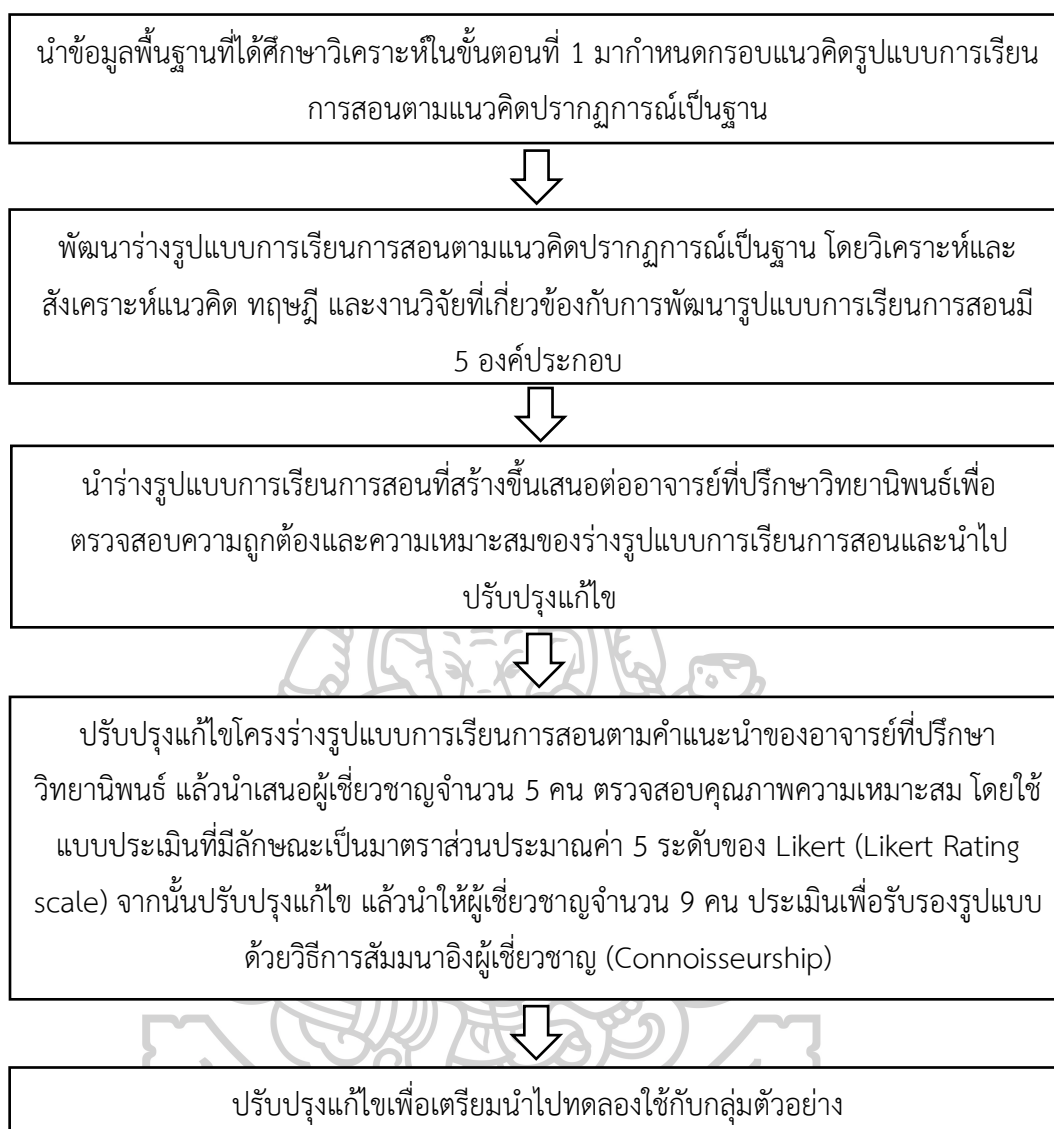 นำข้อมูลพื้นฐานที่ได้ศึกษาวิเคราะห์ในขั้นตอนที่ 1 มากำหนดกรอบแนวคิดรูปแบบการเรียน
การสอนตามแนวคิดปรากฏการณ์เป็นฐาน
พัฒนาร่างรูปแบบการเรียนการสอนตามแนวคิดปรากฏการณ์เป็นฐาน โดยวิเคราะห์และ
สังเคราะห์แนวคิด ทฤษฎี และงานวิจัยที่เกี่ยวข้องกับการพัฒนารูปแบบการเรียนการสอนมี
5 องค์ประกอบ
นำร่างรูปแบบการเรียนการสอนที่สร้างขึ้นเสนอต่ออาจารย์ที่ปรึกษาวิทยานิพนธ์เพื่อ
ตรวจสอบความถูกต้องและความเหมาะสมของร่างรูปแบบการเรียนการสอนและนำไป
ปรับปรุงแก้ไข
ปรับปรุงแก้ไขโครงร่างรูปแบบการเรียนการสอนตามคำแนะนำของอาจารย์ที่ปรึกษา
วิทยานิพนธ์ แล้วนำเสนอผู้เชี่ยวชาญจำนวน 5 คน ตรวจสอบคุณภาพความเหมาะสม โดยใช้
แบบประเมินที่มีลักษณะเป็นมาตราส่วนประมาณค่า 5 ระดับของ Likert (Likert Rating
scale) จากนั้นปรับปรุงแก้ไข แล้วนำให้ผู้เชี่ยวชาญจำนวน 9 คน ประเมินเพื่อรับรองรูปแบบ
ด้วยวิธีการสัมมนาอิงผู้เชี่ยวชาญ (Connoisseurship)
ปรับปรุงแก้ไขเพื่อเตรียมนำไปทดลองใช้กับกลุ่มตัวอย่าง